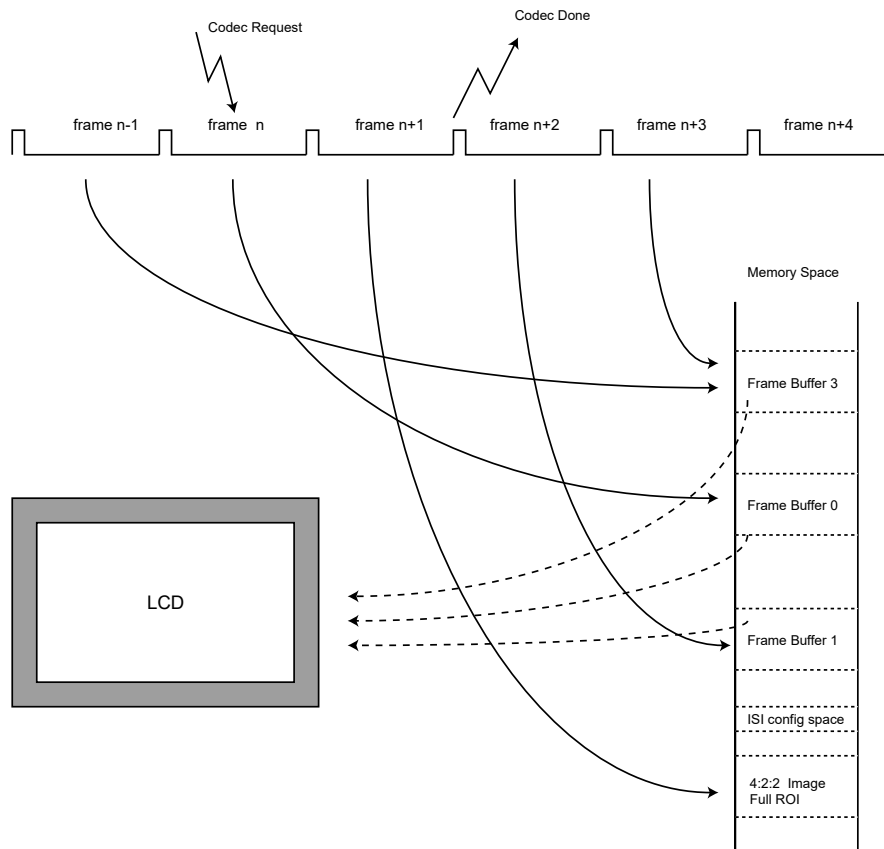 Codec Request
Codec Done
frame n-1
frame n
frame n+1
frame n+2
frame n+3
frame n+4
Memory Space
Frame Buffer 3
Frame Buffer 0
LCD
Frame Buffer 1
ISI config space
4:2:2 Image
Full ROI